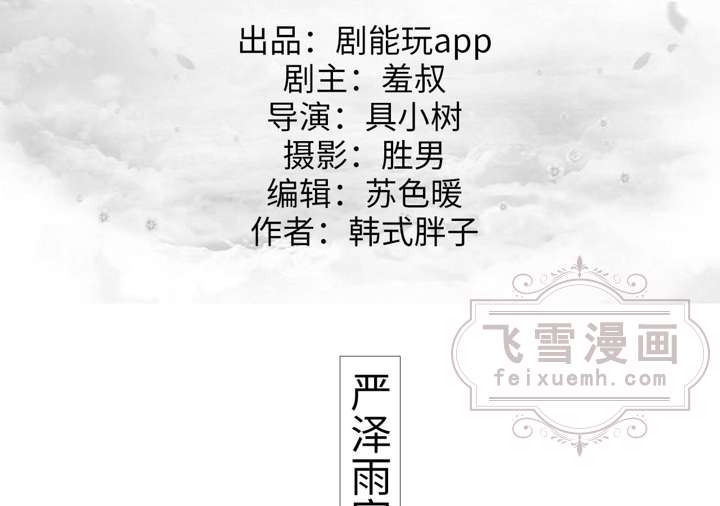 出品：剧能玩app
剧主：羞叔
导演：具小树
摄影：胜男
编辑：苏色暖
作者：韩式胖子
飞雪漫画
feixuemh.com
严泽雨